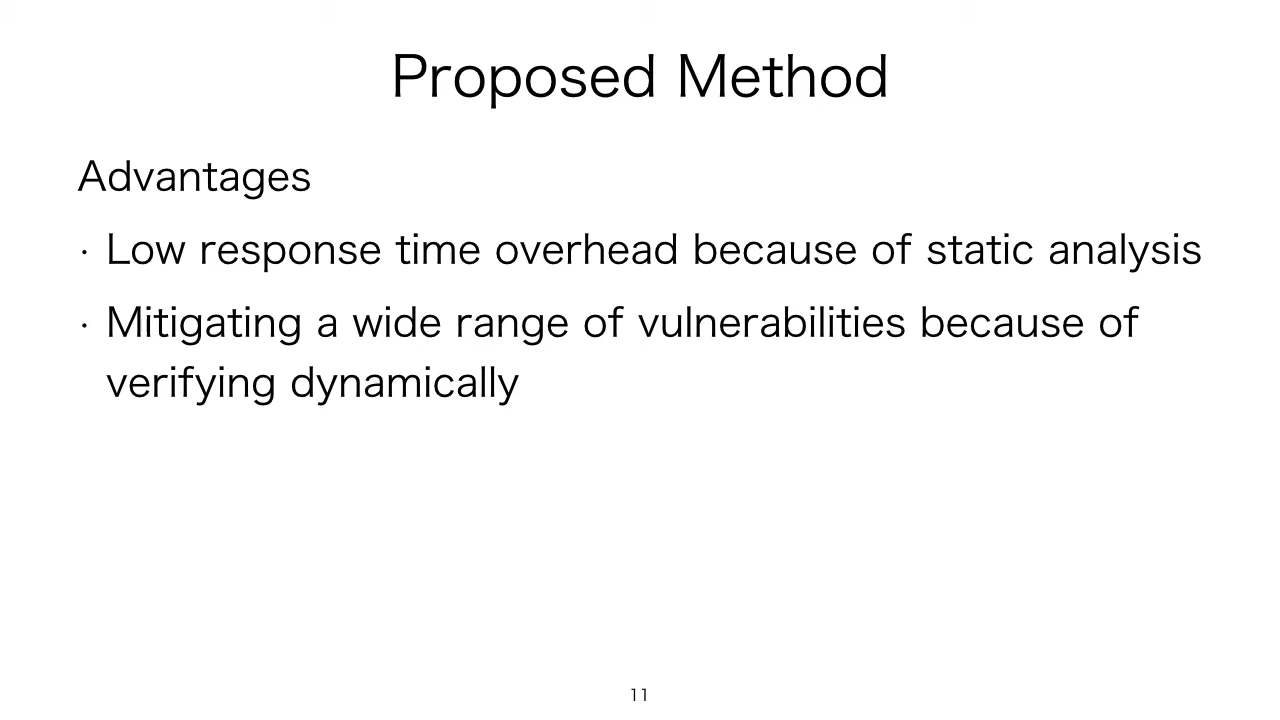 Proposed Method
Advantages
· Low response time overhead because of static analysis
· Mitigating a wide range of vulnerabilities because of
verifying dynamically
11